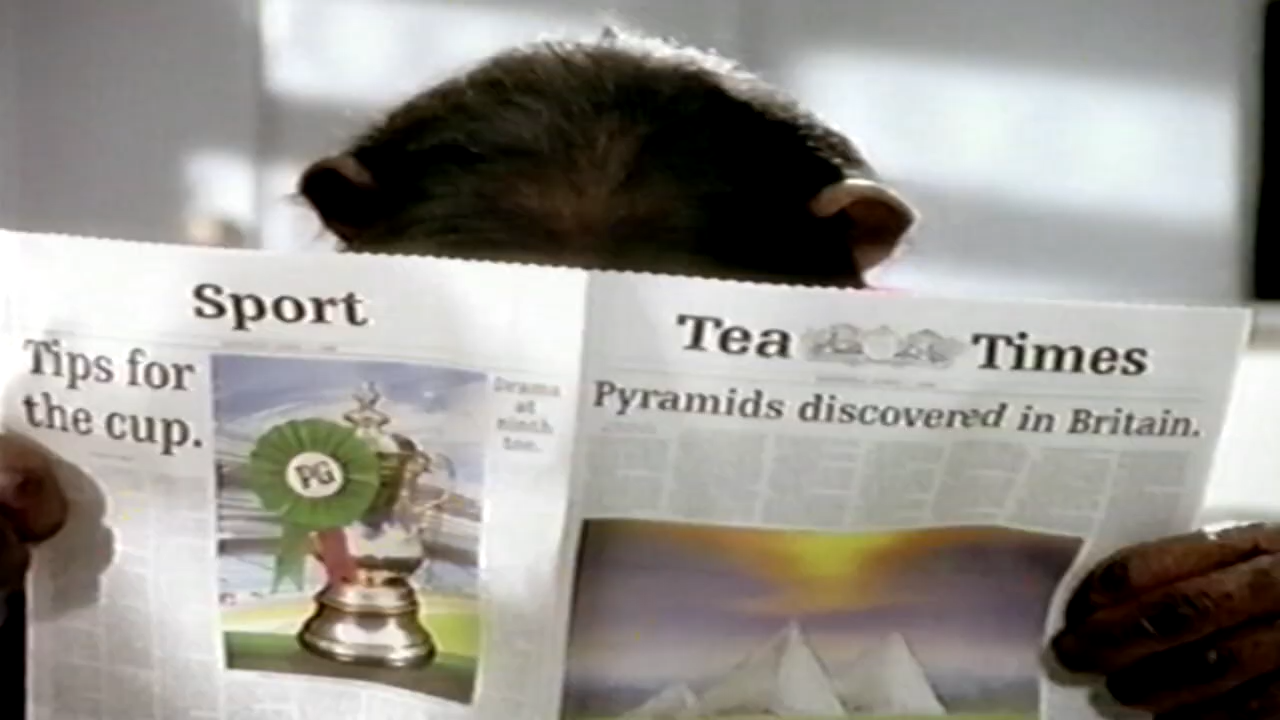 Sport
Tips for
the cup.
PG
Drama
at
ninth
tee.
Tea Times
Pyramids discovered in Britain.